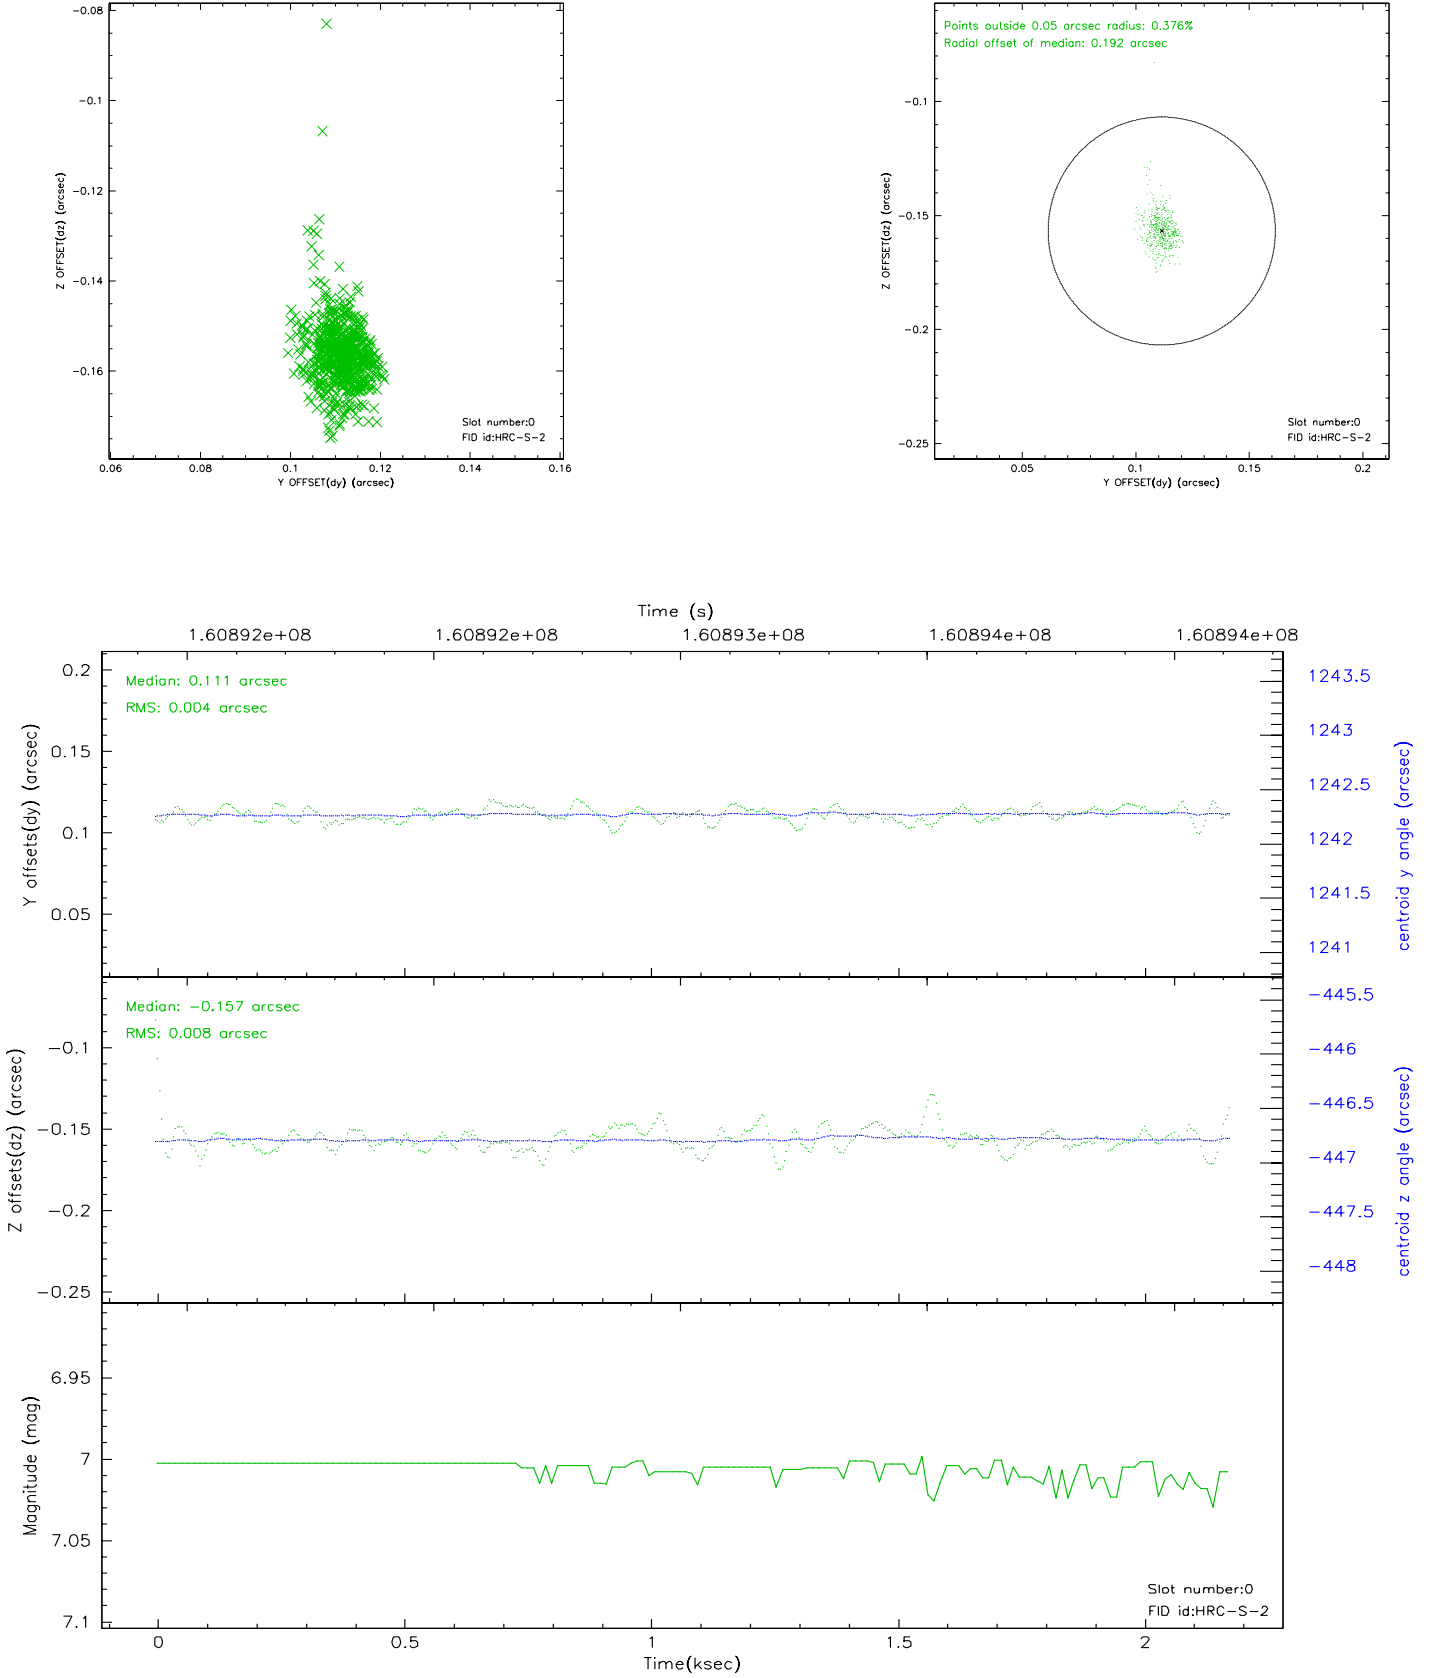 -0.08
-0.1
-0.12
-0.14
-0.16
Z OFFSET(dz) (arcsec)
Slot number:0
FID id:HRC-S-2
0.06 0.08 0.1 0.12 0.14 0.16
Y OFFSET(dy) (arcsec)
Points outside 0.05 arcsec radius: 0.376%
Radial offset of median: 0.192 arcsec
-0.1
-0.15
-0.2
-0.25
Z OFFSET(dz) (arcsec)
Slot number:0
FID id:HRC-S-2
0.05 0.1 0.15 0.2
Y OFFSET(dy) (arcsec)
Time (s)
1.60892e+08 1.60892e+08 1.60893e+08 1.60894e+08 1.60894e+08
Median: 0.111 arcsec
RMS: 0.004 arcsec
0.2
0.15
0.1
0.05
Y offsets(dy) (arcsec)
1243.5
1243
1242.5
1242
1241.5
1241
centroid y angle (arcsec)
Median: -0.157 arcsec
RMS: 0.008 arcsec
-0.1
-0.15
-0.2
-0.25
Z offsets(dz) (arcsec)
-445.5
-446
-446.5
-447
-447.5
-448
centroid z angle (arcsec)
6.95
7
7.05
7.1
Magnitude (mag)
Slot number:0
FID id:HRC-S-2
0 0.5 1 1.5 2
Time(ksec)